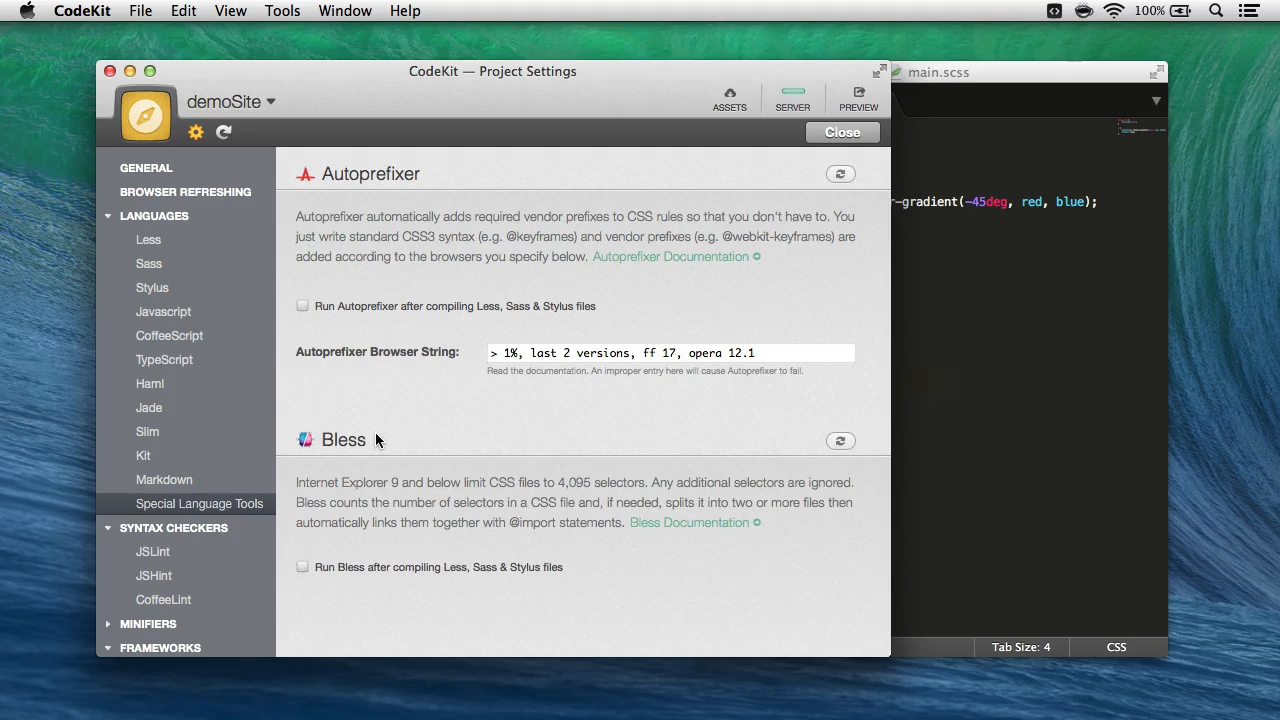 CodeKit File Edit View Tools Window Help 100%
CodeKit — Project Settings
main.scss
demoSite
ASSETS SERVER PREVIEW
Close
GENERAL
BROWSER REFRESHING
LANGUAGES
Less
Sass
Stylus
Javascript
CoffeeScript
TypeScript
Haml
Jade
Slim
Kit
Markdown
Special Language Tools
SYNTAX CHECKERS
JSLint
JSHint
CoffeeLint
MINIFIERS
FRAMEWORKS
Autoprefixer
Autoprefixer automatically adds required vendor prefixes to CSS rules so that you don't have to. You
just write standard CSS3 syntax (e.g. @keyframes) and vendor prefixes (e.g. @webkit-keyframes) are
added according to the browsers you specify below. Autoprefixer Documentation
Run Autoprefixer after compiling Less, Sass & Stylus files
Autoprefixer Browser String: > 1%, last 2 versions, ff 17, opera 12.1
Read the documentation. An improper entry here will cause Autoprefixer to fail.
Bless
Internet Explorer 9 and below limit CSS files to 4,095 selectors. Any additional selectors are ignored.
Bless counts the number of selectors in a CSS file and, if needed, splits it into two or more files then
automatically links them together with @import statements. Bless Documentation
Run Bless after compiling Less, Sass & Stylus files
r-gradient(-45deg, red, blue);
Tab Size: 4 CSS